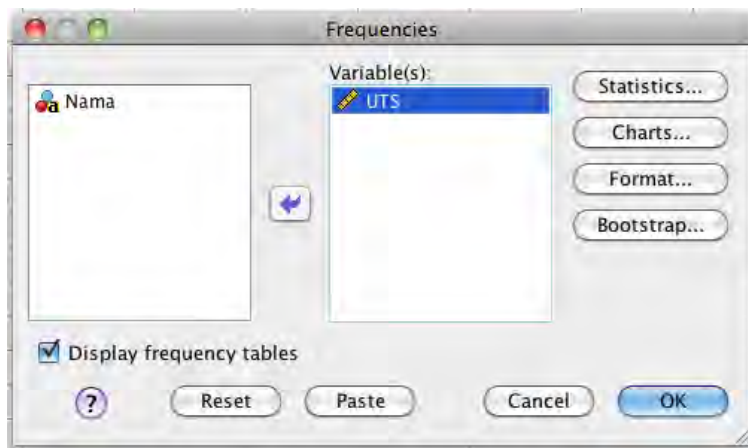 Frequencies
Variable(s):
Nama
UTS
Statistics...
Charts...
Format...
Bootstrap...
Display frequency tables
?
Reset
Paste
Cancel
OK